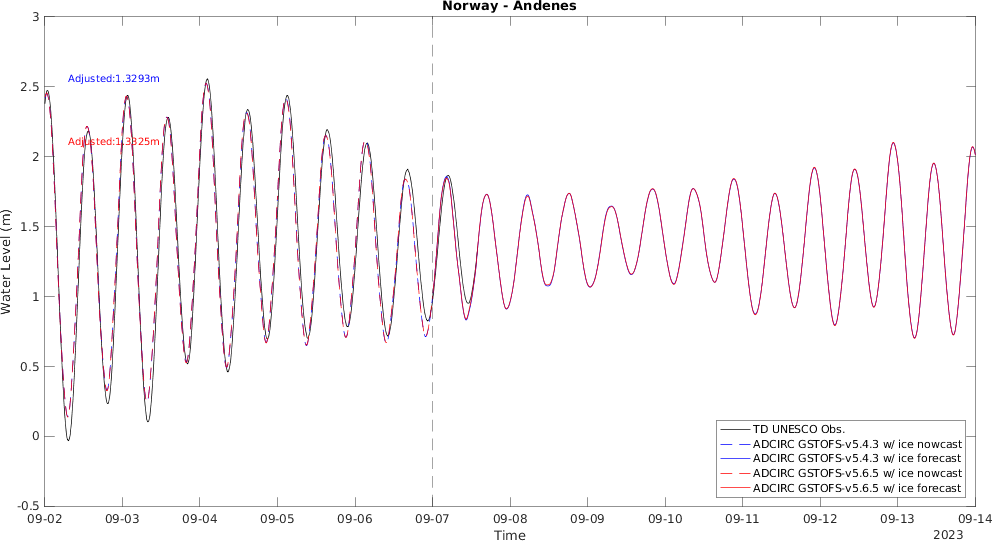 Norway - Andenes
3
2.5
2
1.5
1
0.5
0
-0.5
Water Level (m)
Adjusted:1.3293m
Adjusted:1.3325m
TD UNESCO Obs.
ADCIRC GSTOFS-v5.4.3 w/ ice nowcast
ADCIRC GSTOFS-v5.4.3 w/ ice forecast
ADCIRC GSTOFS-v5.6.5 w/ ice nowcast
ADCIRC GSTOFS-v5.6.5 w/ ice forecast
09-02 09-03 09-04 09-05 09-06 09-07 09-08 09-09 09-10 09-11 09-12 09-13 09-14
Time
2023